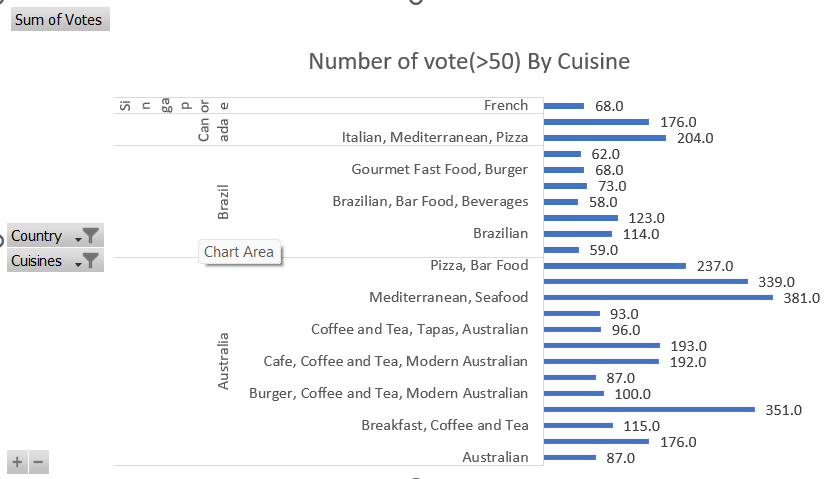 Sum of Votes
Number of vote(>50) By Cuisine
Si n ga p or e
French 68.0
Can ada
176.0
Italian, Mediterranean, Pizza 204.0
Brazil
62.0
Gourmet Fast Food, Burger 68.0
73.0
Brazilian, Bar Food, Beverages 58.0
123.0
Brazilian 114.0
59.0
Country
Cuisines
Chart Area
Australia
Pizza, Bar Food 237.0
339.0
Mediterranean, Seafood 381.0
93.0
Coffee and Tea, Tapas, Australian 96.0
193.0
Cafe, Coffee and Tea, Modern Australian 192.0
87.0
Burger, Coffee and Tea, Modern Australian 100.0
351.0
Breakfast, Coffee and Tea 115.0
176.0
Australian 87.0
+ −